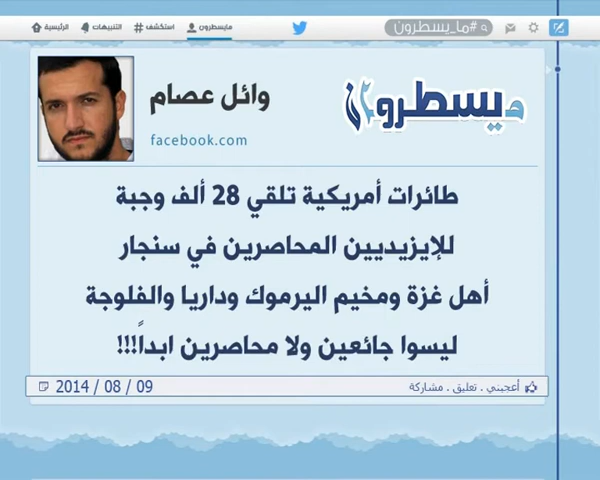 الرئيسية التنبيهات استكشف # مايسطرون #ما_يسطرون
ما يسطرون
وائل عصام
facebook.com
طائرات أمريكية تلقي 28 ألف وجبة
للإيزيديين المحاصرين في سنجار
أهل غزة ومخيم اليرموك وداريا والفلوجة
ليسوا جائعين ولا محاصرين ابداً!!!
أعجبني . تعليق . مشاركة
2014 / 08 / 09